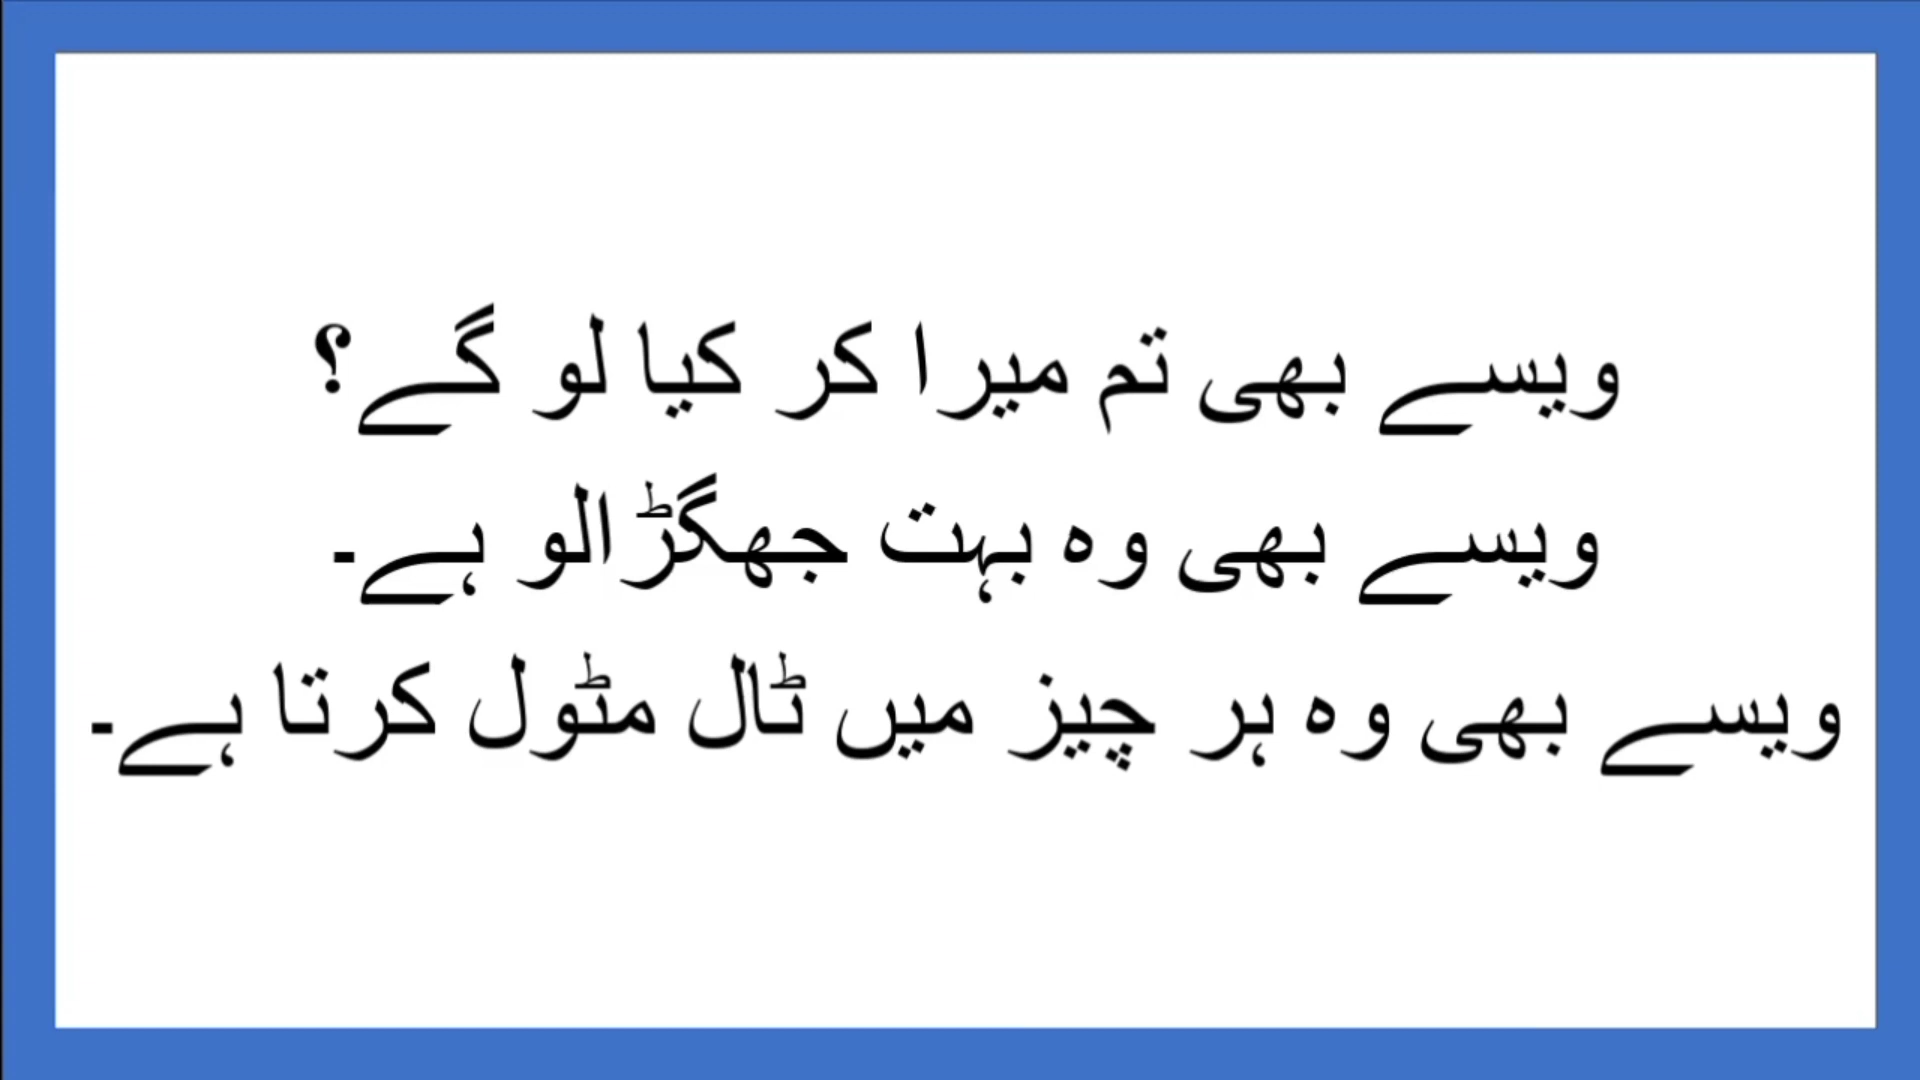 ویسے بھی تم میرا کر کیا لو گے؟
ویسے بھی وہ بہت جھگڑالو ہے۔
ویسے بھی وہ ہر چیز میں ٹال مٹول کرتا ہے۔